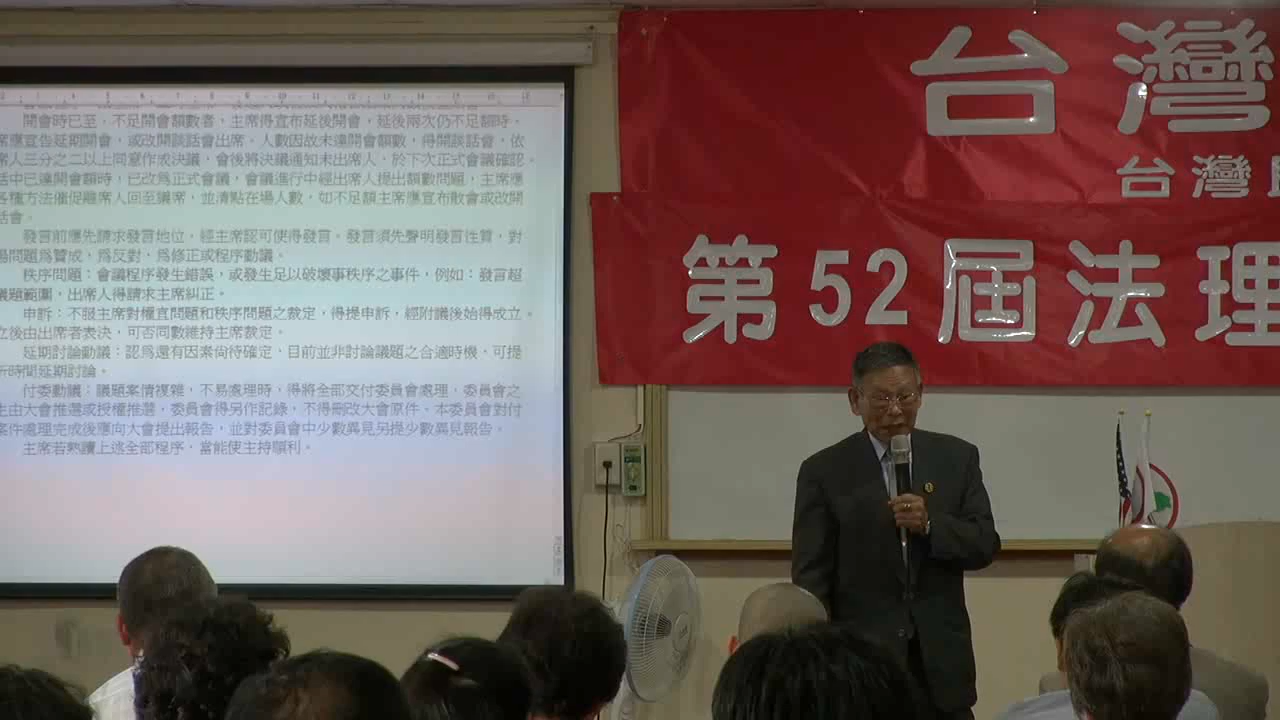 開會時已至，不足開會額數者，主席得宣布延後開會，延後兩次仍不足額時，
席應宣告延期開會，或改開談話會出席。人數因故未達開會額數，得開談話會，依
席人三分之二以上同意作成決議，會後將決議通知未出席人，於下次正式會議確認。
話中已達開會額時，已改爲正式會議，會議進行中經出席人提出額數問題，主席應
各種方法催促離席人回至議席，並清點在場人數，如不足額主席應宣布散會或改開
話會。
發言前應先請求發言地位，經主席認可使得發言。發言須先聲明發言性質，對
場問題爲贊成，爲反對，爲修正或程序動議。
秩序問題：會議程序發生錯誤，或發生足以破壞事秩序之事件，例如：發言超
議題範圍，出席人得請求主席糾正。
申訴：不服主席對權宜問題和秩序問題之裁定，得提申訴，經附議後始得成立。
立後由出席者表決，可否同數維持主席裁定。
延期討論動議：認爲還有因素尙待確定，目前並非討論議題之合適時機，可提
所時間延期討論。
付委動議：議題案情複雜，不易處理時，得將全部交付委員會處理，委員會之
生由大會推選或授權推選，委員會得另作記錄，不得刪改大會原件，本委員會對付
案件處理完成後應向大會提出報告，並對委員會中少數異見另提少數異見報告。
主席若熟讀上述全部程序，當能使主持順利。
台灣
台灣
第52屆法理